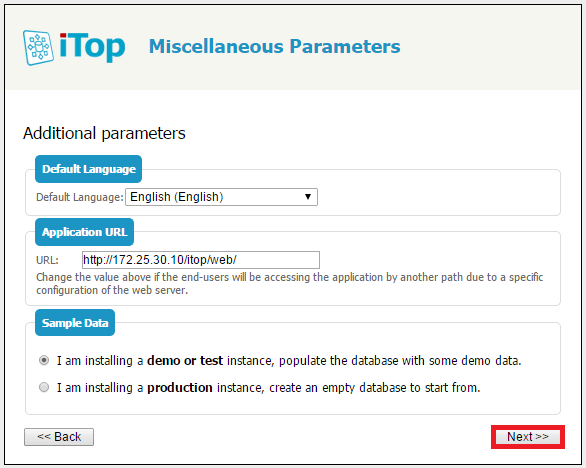 iTop
Miscellaneous Parameters
Additional parameters
Default Language
Default Language: English (English)
Application URL
URL: http://172.25.30.10/itop/web/
Change the value above if the end-users will be accessing the application by another path due to a specific
configuration of the web server.
Sample Data
I am installing a demo or test instance, populate the database with some demo data.
I am installing a production instance, create an empty database to start from.
<< Back
Next >>